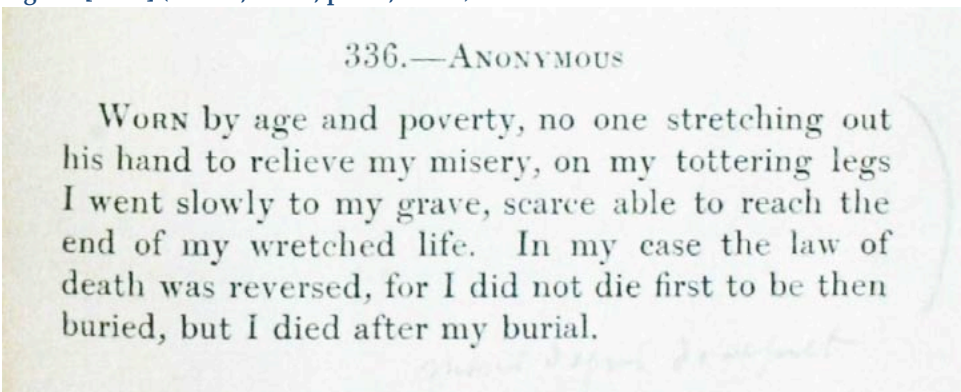 336.—Anonymous
Worn by age and poverty, no one stretching out
his hand to relieve my misery, on my tottering legs
I went slowly to my grave, scarce able to reach the
end of my wretched life. In my case the law of
death was reversed, for I did not die first to be then
buried, but I died after my burial.